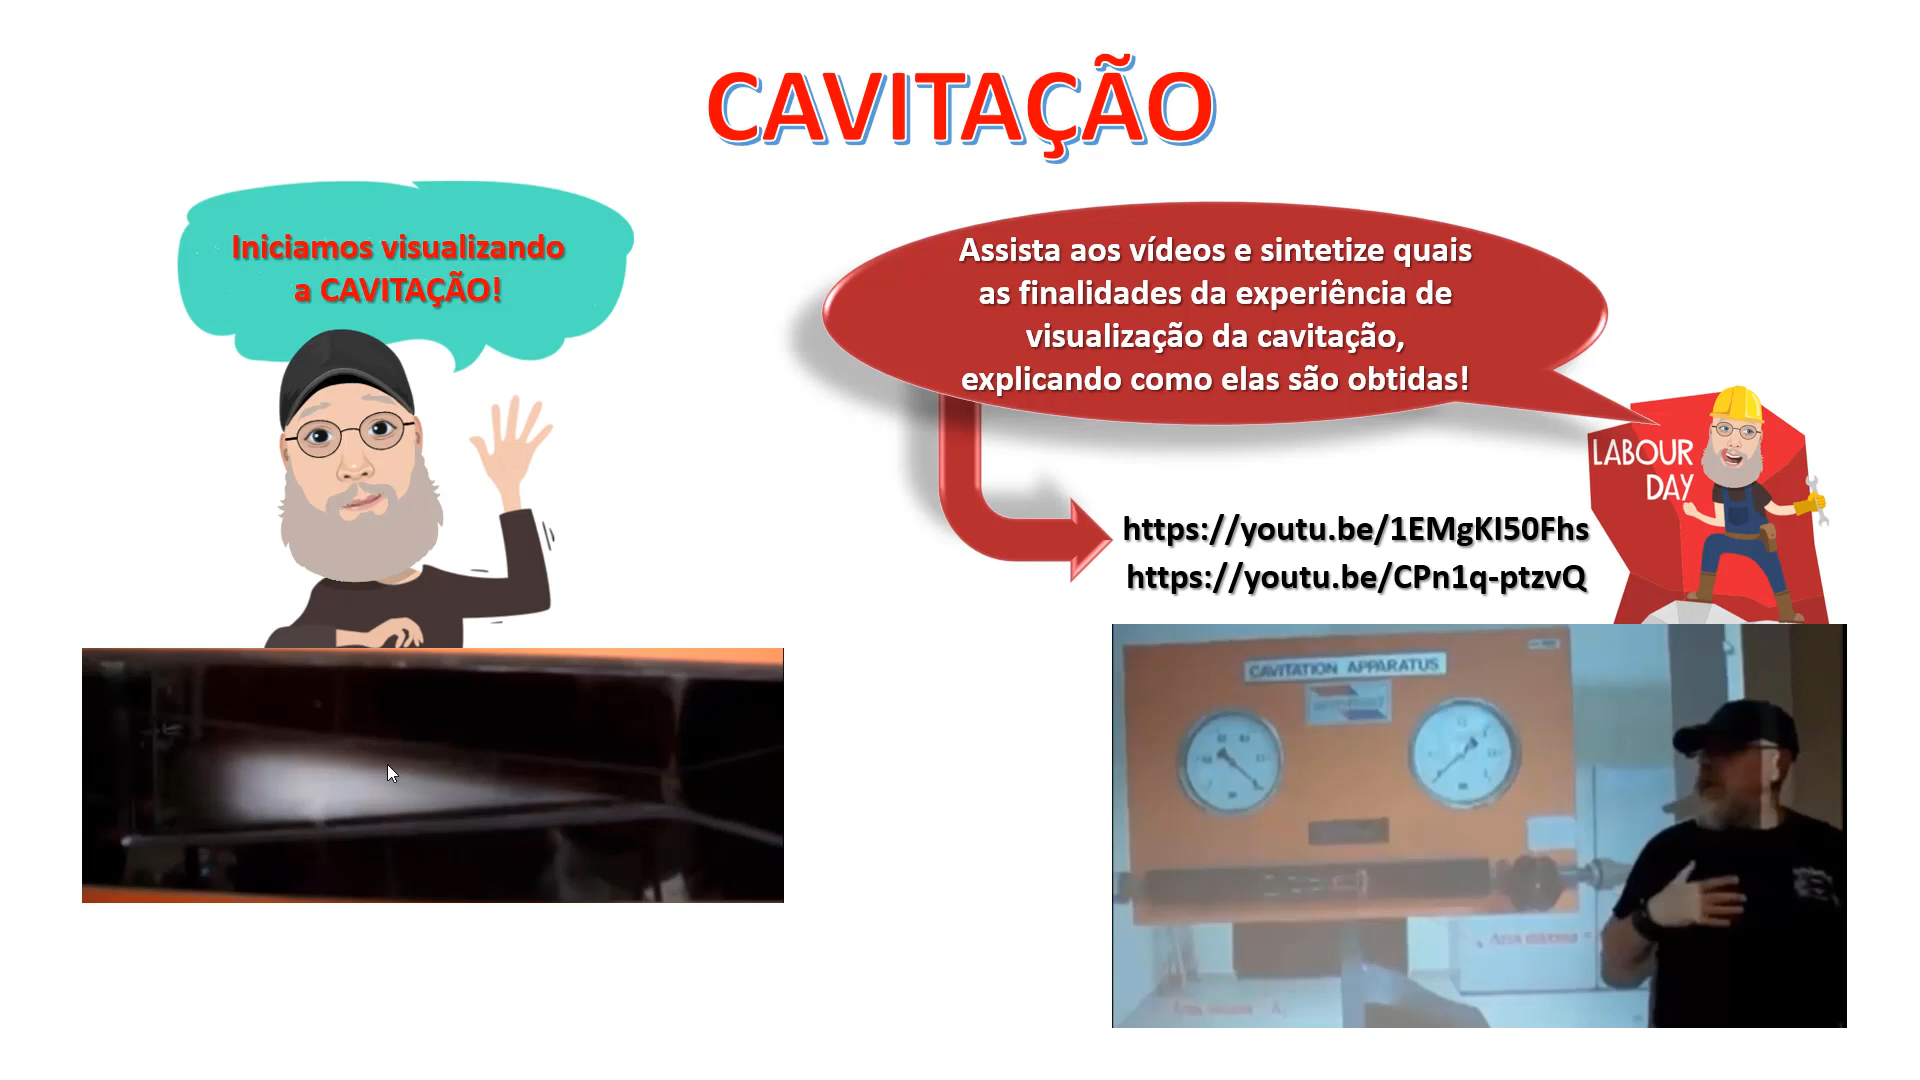 CAVITAÇÃO
Iniciamos visualizando
a CAVITAÇÃO!
Assista aos vídeos e sintetize quais
as finalidades da experiência de
visualização da cavitação,
explicando como elas são obtidas!
LABOUR
DAY
https://youtu.be/1EMgKI50Fhs
https://youtu.be/CPn1q-ptzvQ
CAVITATION APPARATUS